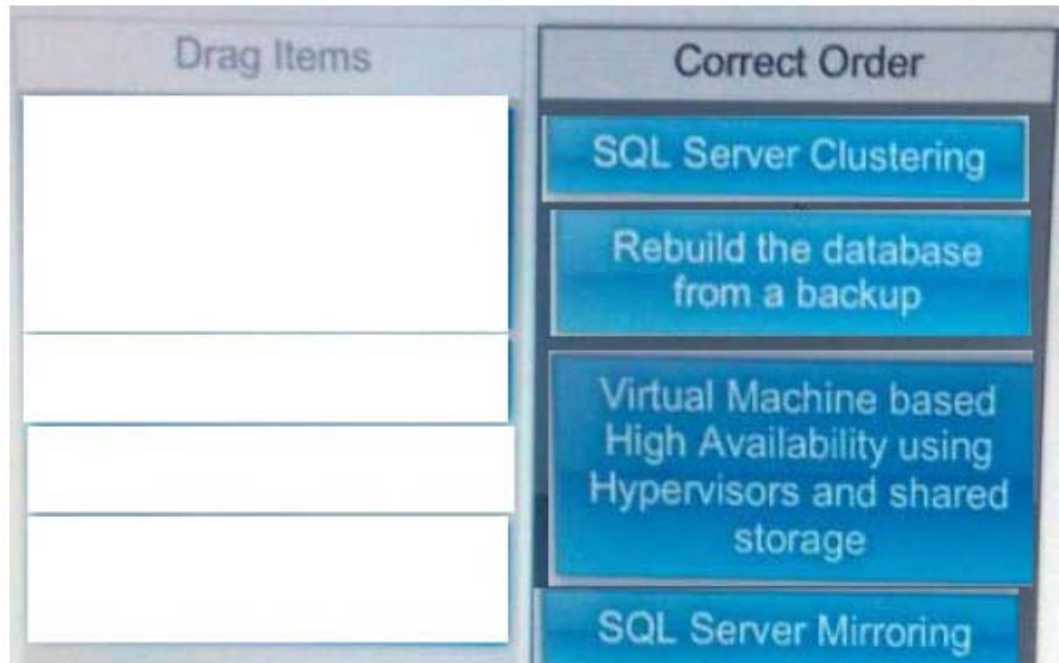 Drag Items
Correct Order
SQL Server Clustering
Rebuild the database
from a backup
Virtual Machine based
High Availability using
Hypervisors and shared
storage
SQL Server Mirroring